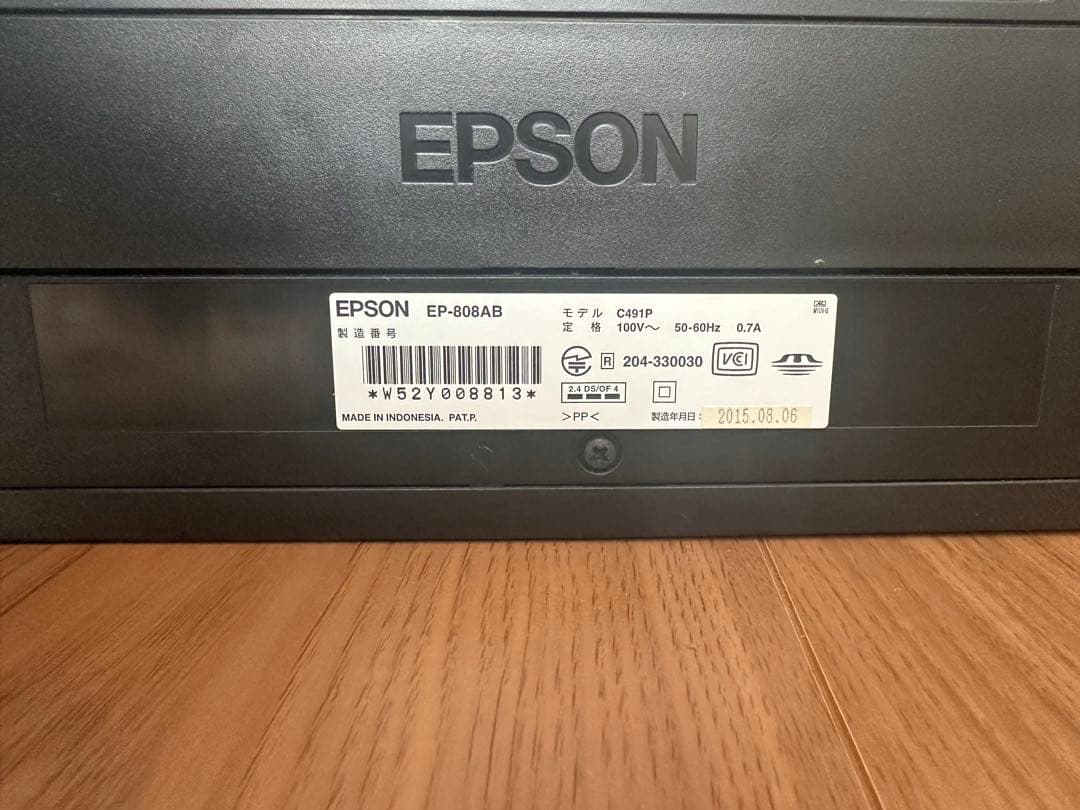 EPSON
EPSON EP-808AB
製造番号
*W52Y008813*
MADE IN INDONESIA. PAT.P.
モデル C491P
定格 100V～ 50-60Hz 0.7A
R 204-330030 VCI
2.4 DS/OF 4
>PP<
製造年月日: 2015.08.06